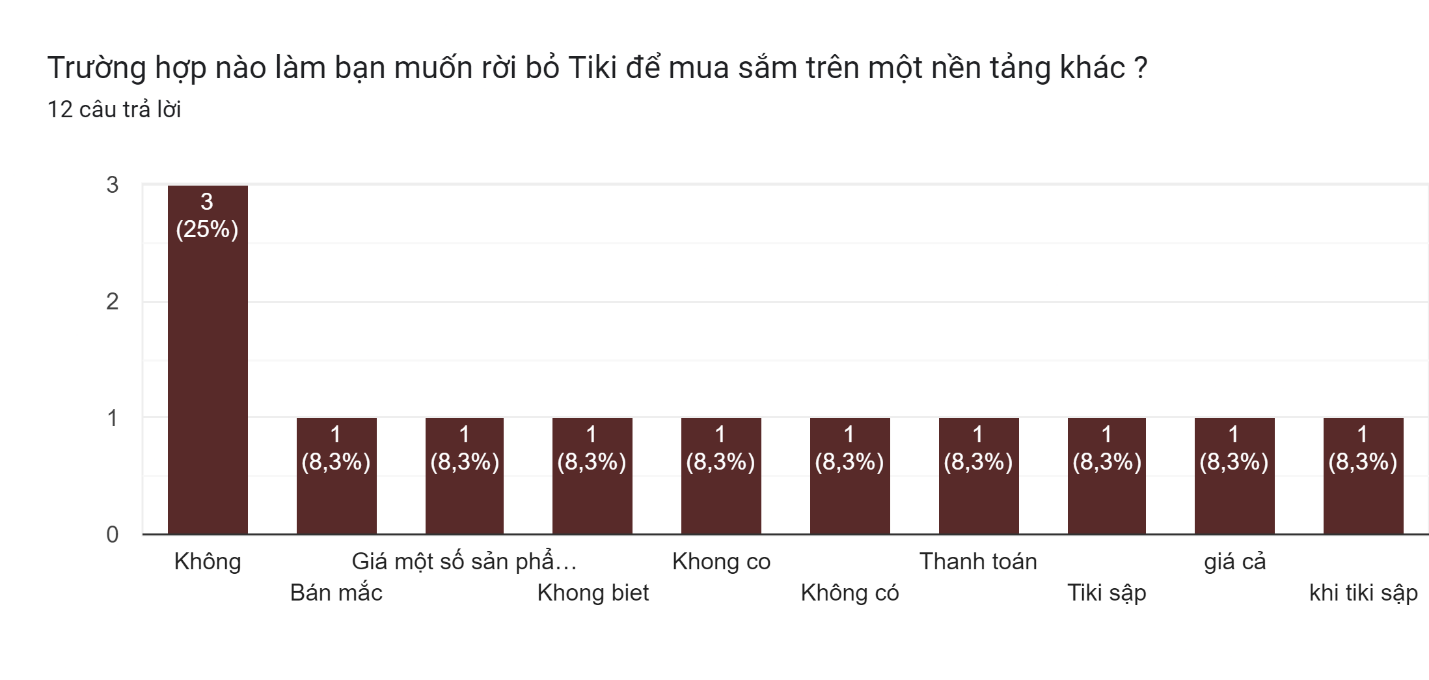 Trường hợp nào làm bạn muốn rời bỏ Tiki để mua sắm trên một nền tảng khác ?
12 câu trả lời
3
2
1
0
3
(25%)
1
(8,3%)
1
(8,3%)
1
(8,3%)
1
(8,3%)
1
(8,3%)
1
(8,3%)
1
(8,3%)
1
(8,3%)
1
(8,3%)
Không
Bán mắc
Giá một số sản phẩ…
Khong biet
Khong co
Không có
Thanh toán
Tiki sập
giá cả
khi tiki sập